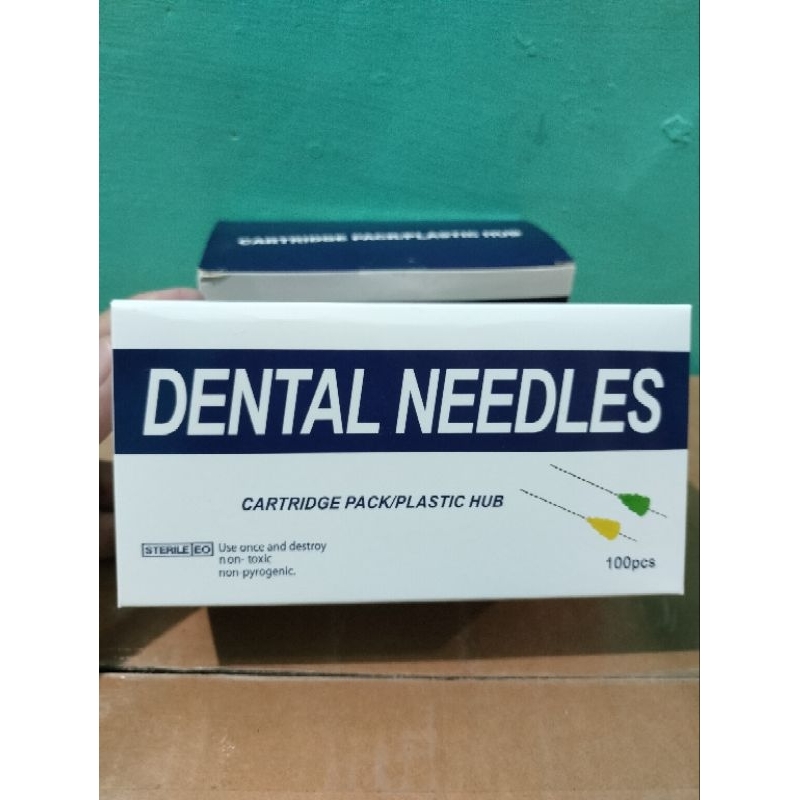 CARTRIDGE PACK/PLASTIC HUB
DENTAL NEEDLES
CARTRIDGE PACK/PLASTIC HUB
STERILE EO
Use once and destroy
non- toxic
non-pyrogenic.
100pcs